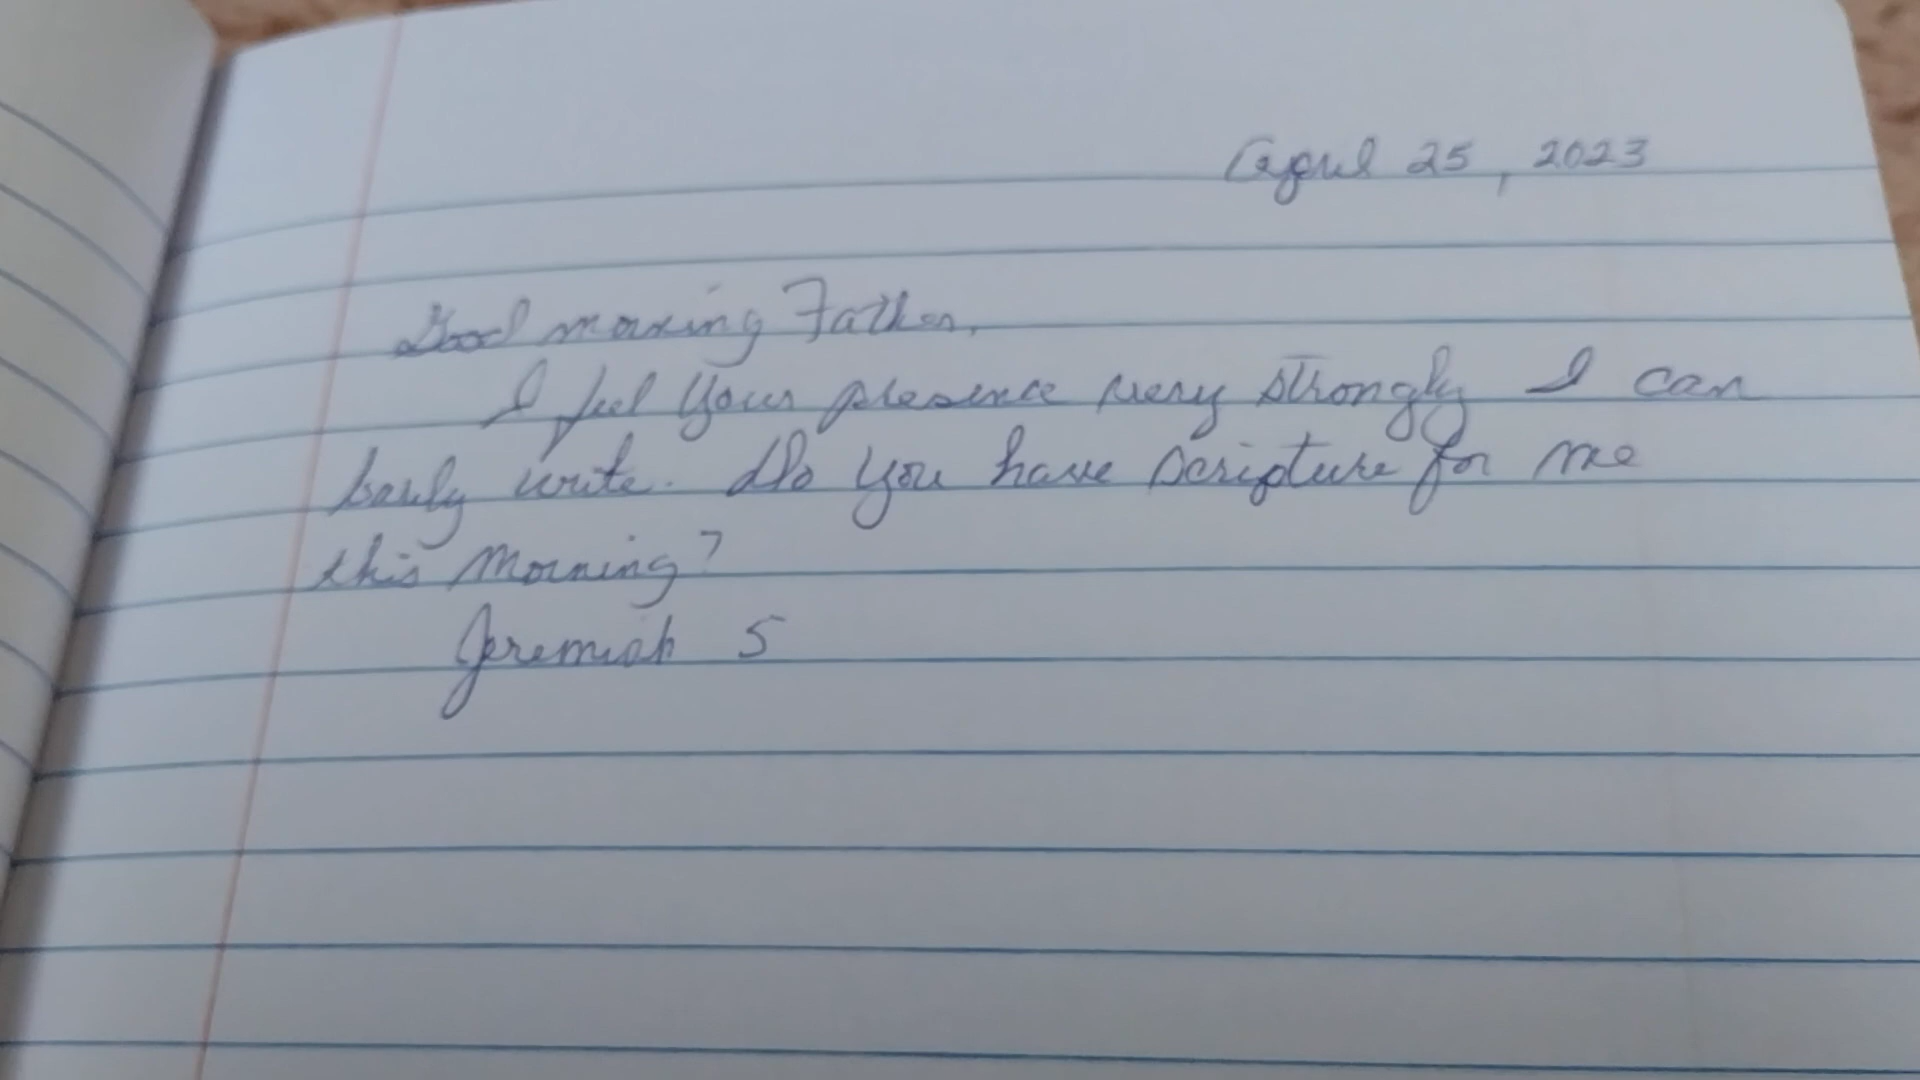 April 25, 2023
Good morning Father,
I feel Your presence very strongly I can
barely write. Do You have scripture for me
this morning?
Jeremiah 5